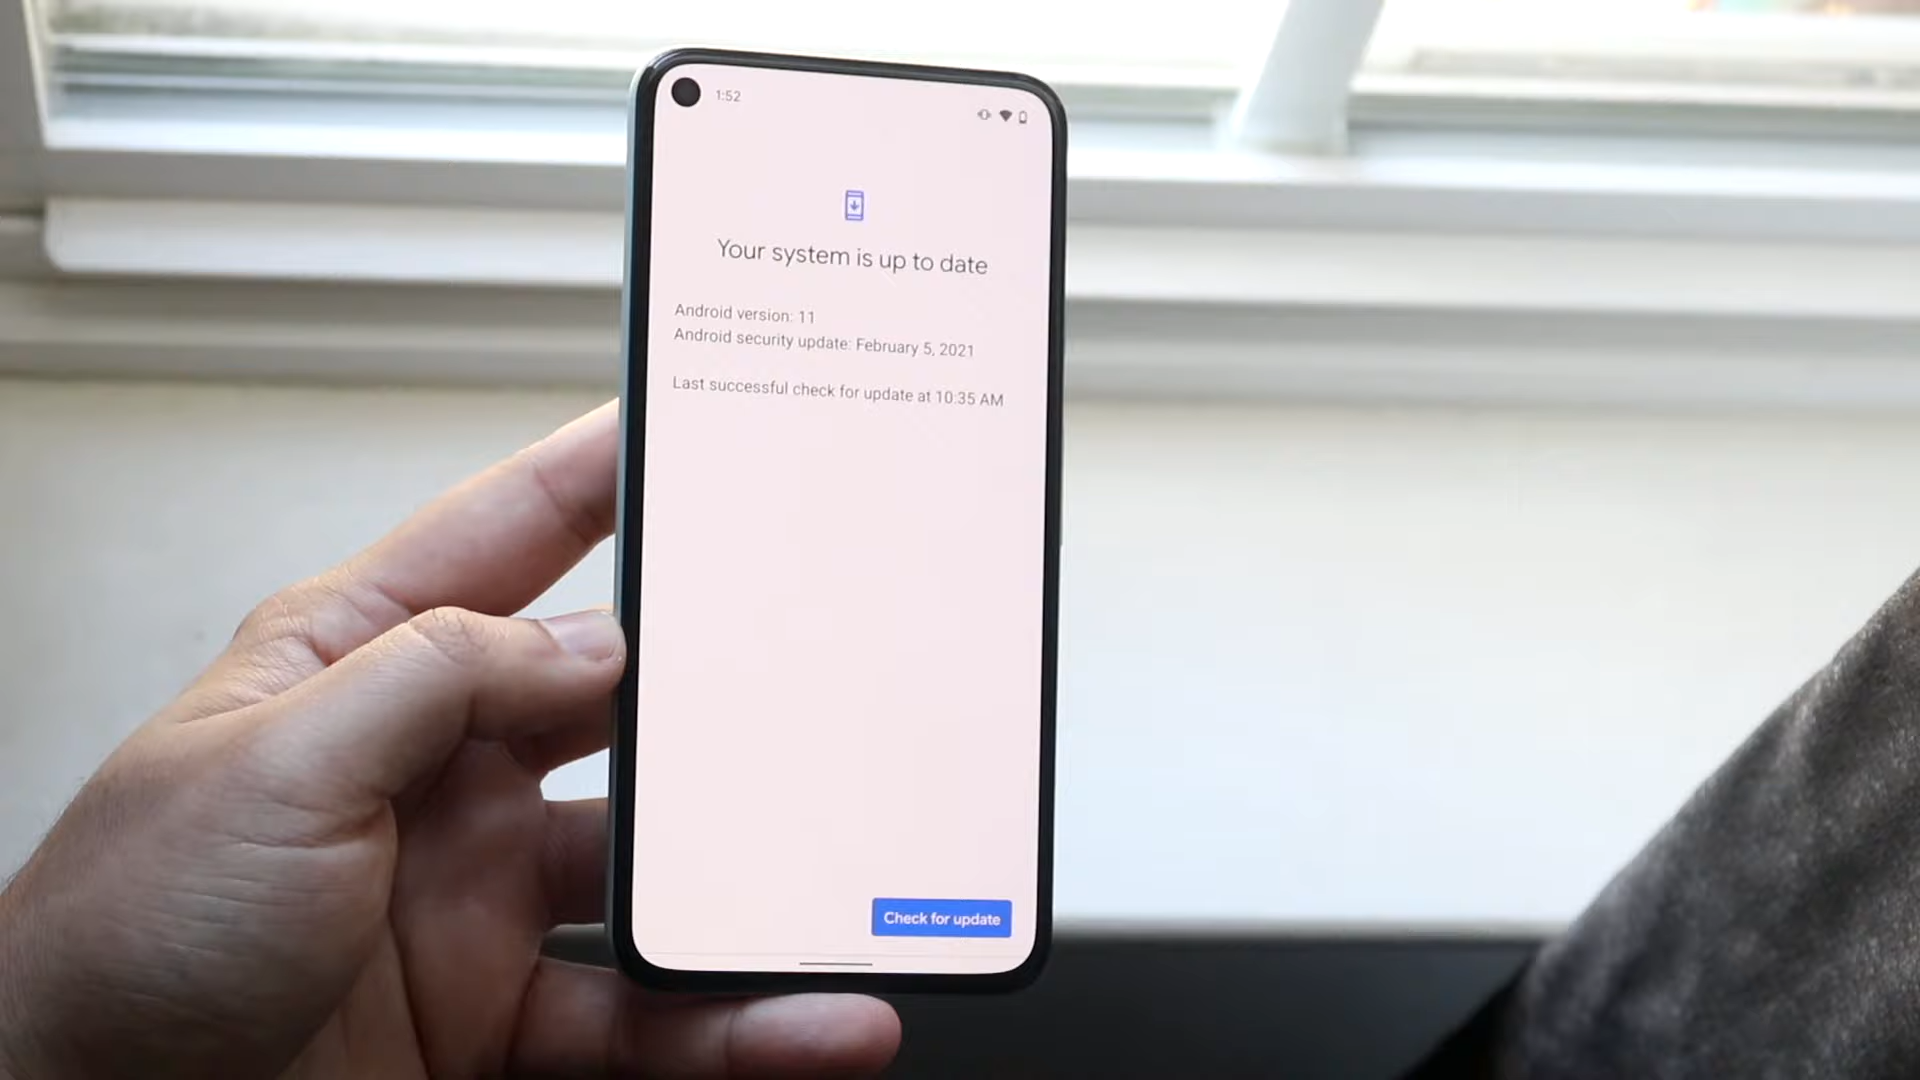 1:52
Your system is up to date
Android version: 11
Android security update: February 5, 2021
Last successful check for update at 10:35 AM
Check for update